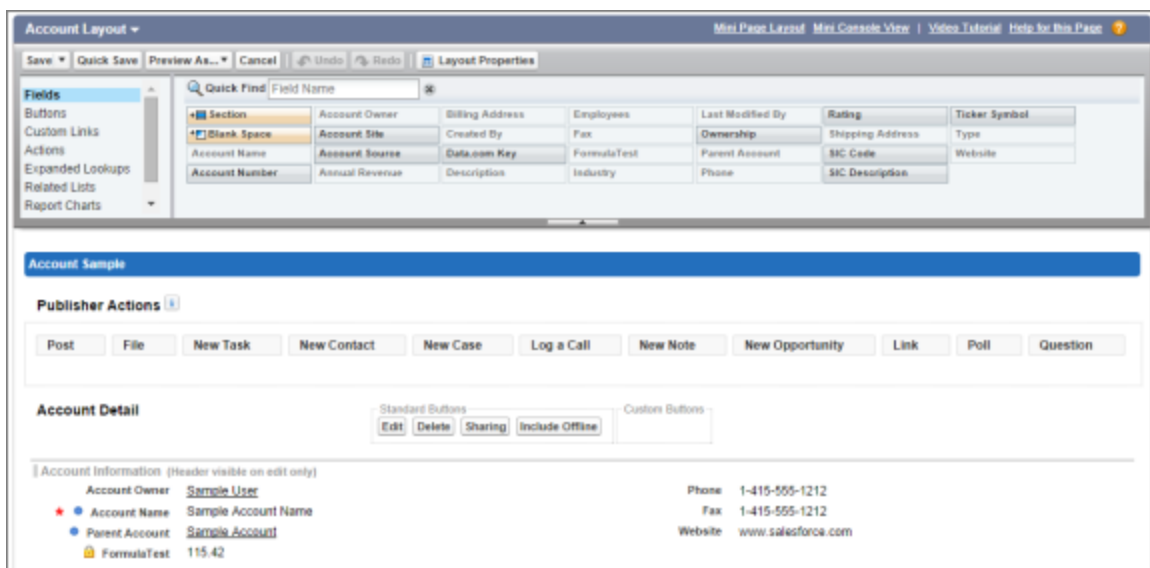 Account Layout
Mini Page Layout Mini Console View | Video Tutorial Help for this Page ?
Save Quick Save Preview As... Cancel Undo Redo Layout Properties
Fields
Buttons
Custom Links
Actions
Expanded Lookups
Related Lists
Report Charts
Quick Find Field Name
Section Account Owner Billing Address Employees Last Modified By Rating Ticker Symbol
Blank Space Account Site Created By Fax Ownership Shipping Address Type
Account Name Account Source Data.com Key FormulaTest Parent Account SIC Code Website
Account Number Annual Revenue Description Industry Phone SIC Description
Account Sample
Publisher Actions i
Post File New Task New Contact New Case Log a Call New Note New Opportunity Link Poll Question
Account Detail
Standard Buttons
Edit Delete Sharing Include Offline
Custom Buttons
Account Information (Header visible on edit only)
Account Owner Sample User Phone 1-415-555-1212
Account Name Sample Account Name Fax 1-415-555-1212
Parent Account Sample Account Website www.salesforce.com
FormulaTest 115.42